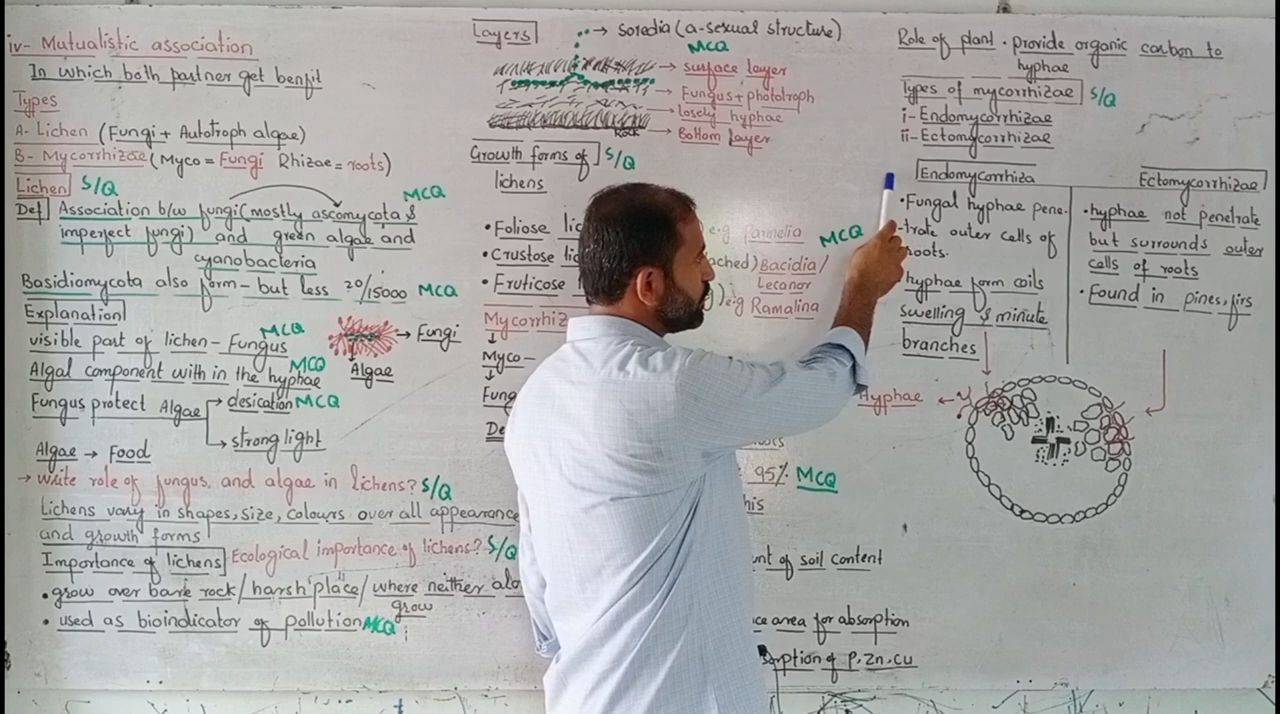 iv- Mutualistic association
In which both partner get benfit
Types
A- Lichen (Fungi + Autotroph algae)
B- Mycorrhizae (Myco = Fungi Rhizae = roots)
Lichen S/Q
MCQ
Def Association b/w fungi (mostly ascomycota &
imperfect fungi) and green algae and
cyanobacteria
Basidiomycota also form - but less 20/15000 MCQ
Explanation
MCQ
visible part of lichen - Fungus
Fungi
MCQ
Algal component with in the hyphae
Algae
Fungus protect Algae
desication MCQ
strong light
Algae → Food
→ write role of fungus and algae in lichens? S/Q
Lichens vary in shapes, size, colours over all appearance
and growth forms
Importance of lichens Ecological importance of lichens? S/Q
• grow over bare rock / harsh place / where neither
grow
• used as bioindicator of pollution MCQ
Layers
soredia (a-sexual structure)
MCQ
surface layer
Fungus + phototroph
losely hyphae
Rock
Bottom layer
Growth forms of S/Q
lichens
• Foliose
e.g Parmelia
MCQ
• Crustose
Bacidia /
Lecanor
• Fruticose
e.g Ramalina
Myco -
95% MCQ
of soil content
area for absorption
of P, Zn, Cu
Role of plant . provide organic carbon to
hyphae
Types of mycorrhizae S/Q
i- Endomycorrhizae
ii- Ectomycorrhizae
Endomycorrhiza
• Fungal hyphae pene-
-trate outer cells of
roots.
hyphae form coils
swelling & minute
branches
Hyphae
Ectomycorrhizae
• hyphae not penetrate
but surrounds outer
cells of roots
• Found in pines, firs